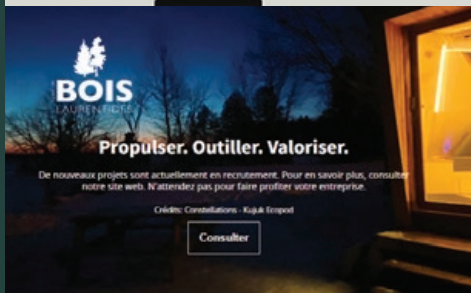 BOIS
LAURENTIDES
Propulser. Outiller. Valoriser.
De nouveaux projets sont actuellement en recrutement. Pour en savoir plus, consulter
notre site web. N'attendez pas pour faire profiter votre entreprise.
Crédits: Constellations - Kujuk Ecopod
Consulter